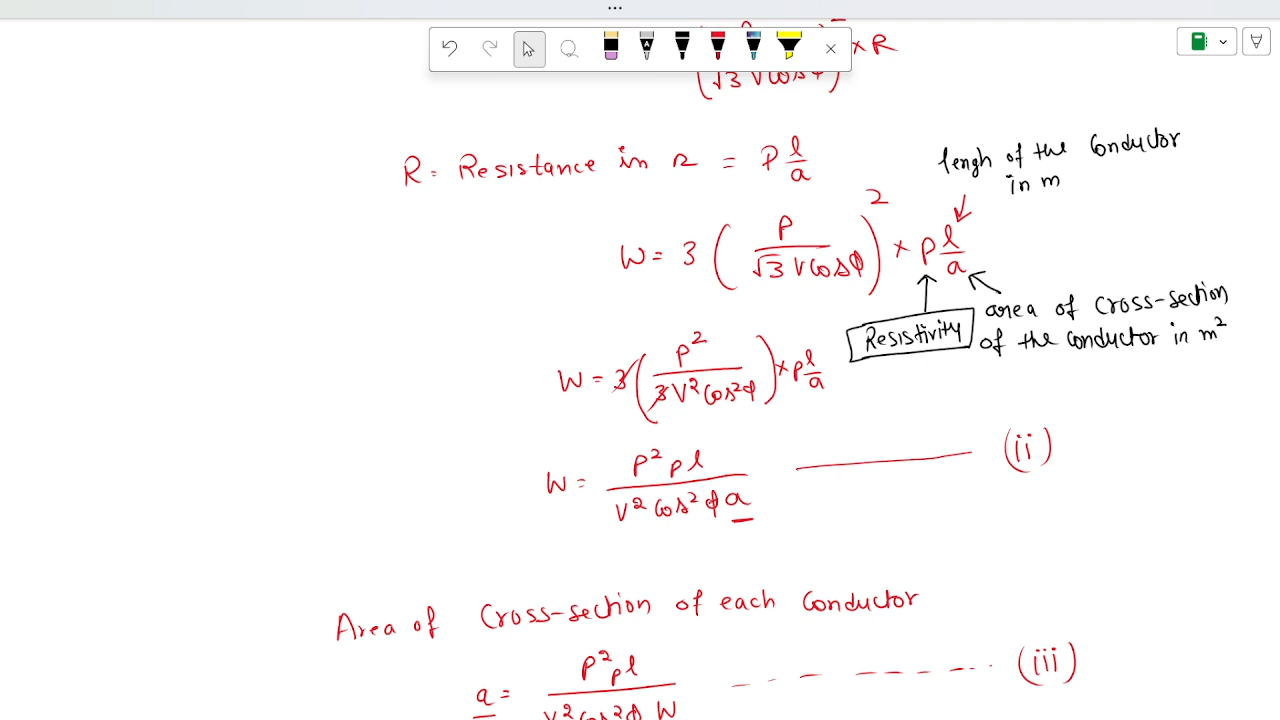 (√3 V cos ϕ) × R
R = Resistance in Ω = ρ l/a
lengh of the conductor
in m
W = 3 (P / √3 V cos ϕ)² × ρ l/a
Resistivity
area of cross-section
of the conductor in m²
W = 3 (P² / 3 V² cos² ϕ) × ρ l/a
W = P² ρ l / V² cos² ϕ a —— (ii)
Area of cross-section of each conductor
a = P² ρ l / V² cos² ϕ W - - - - - (iii)